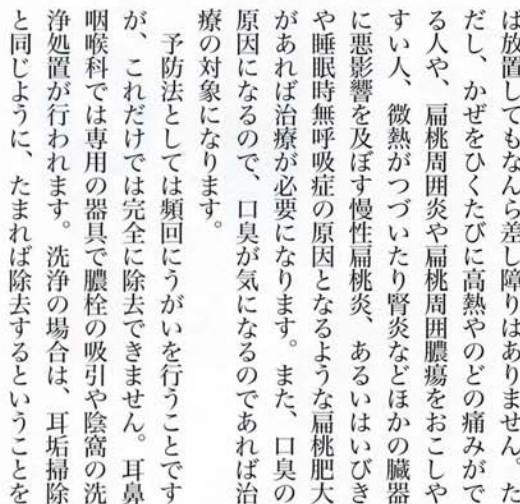 は放置してもなんら差し障りはありません。た
だし、かぜをひくたびに高熱やのどの痛みがで
る人や、扁桃周囲炎や扁桃周囲膿瘍をおこしや
すい人、微熱がつづいたり腎炎などほかの臓器
に悪影響を及ぼす慢性扁桃炎、あるいはいびき
や睡眠時無呼吸症の原因となるような扁桃肥大
があれば治療が必要になります。また、口臭の
原因になるので、口臭が気になるのであれば治
療の対象になります。
　予防法としては頻回にうがいを行うことです
が、これだけでは完全に除去できません。耳鼻
咽喉科では専用の器具で膿栓の吸引や陰窩の洗
浄処置が行われます。洗浄の場合は、耳垢掃除
と同じように、たまれば除去するということを